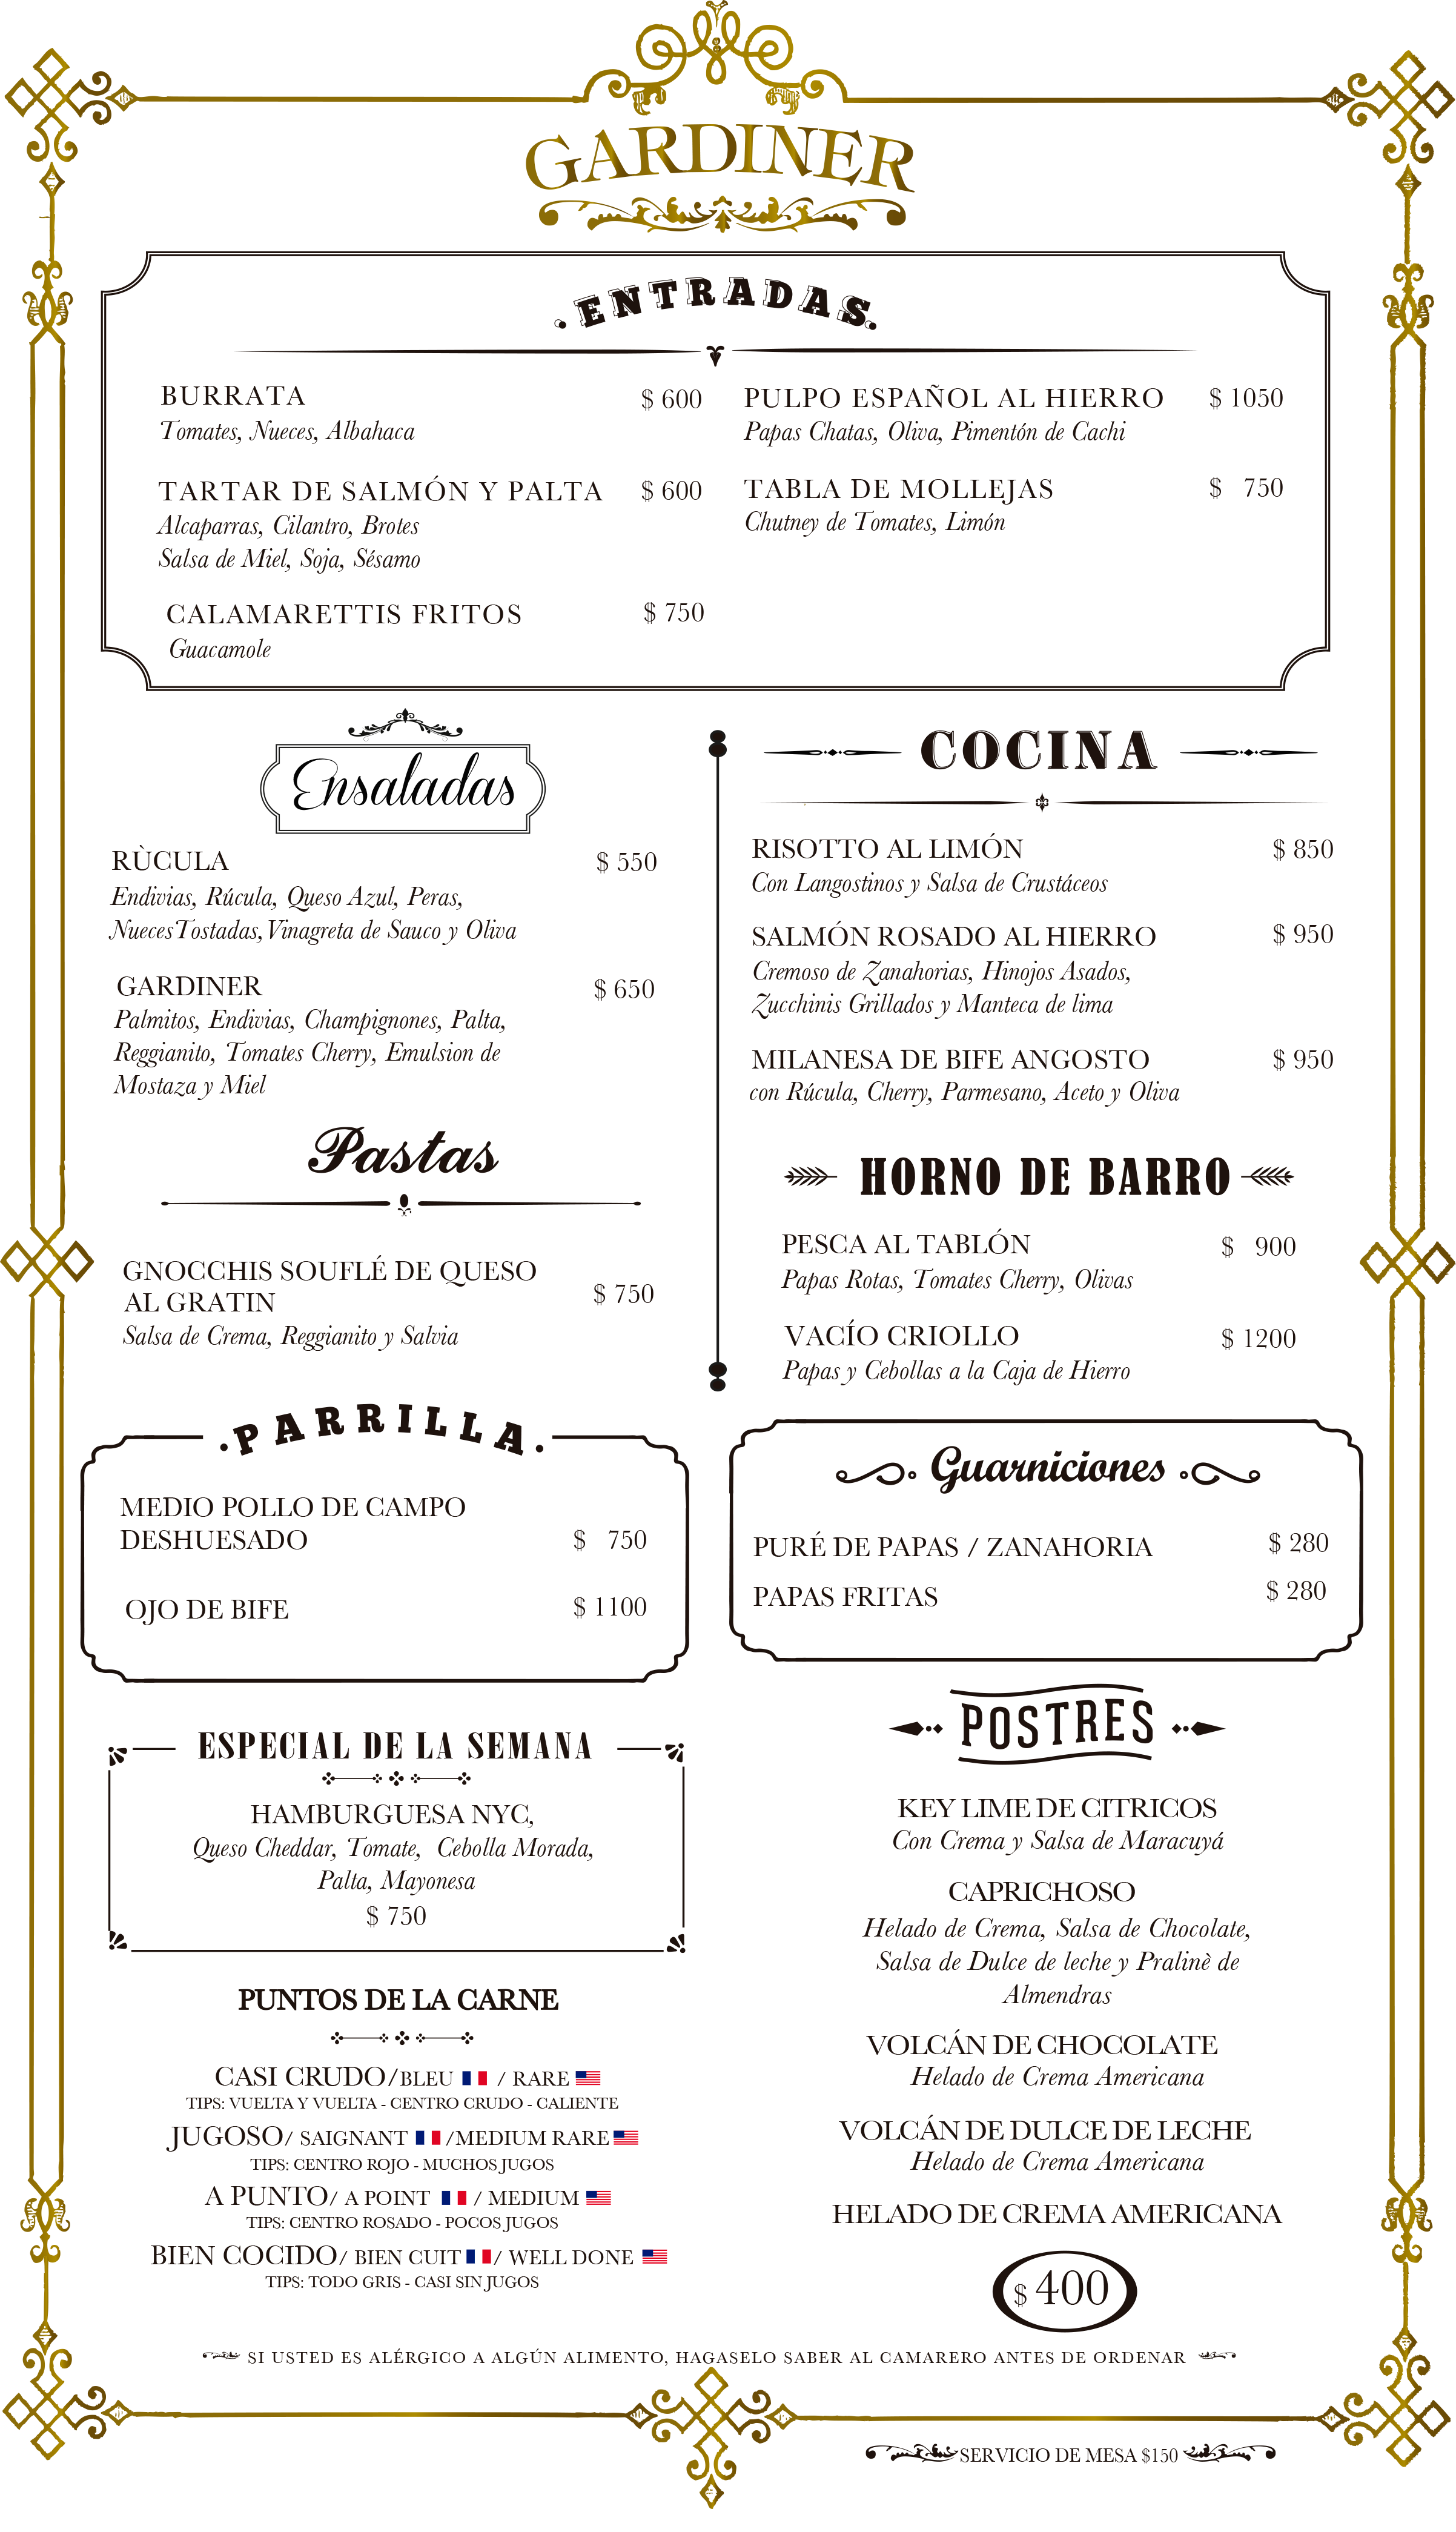 GARDINER
.ENTRADAS.
BURRATA $ 600
Tomates, Nueces, Albahaca
TARTAR DE SALMÓN Y PALTA $ 600
Alcaparras, Cilantro, Brotes
Salsa de Miel, Soja, Sésamo
CALAMARETTIS FRITOS $ 750
Guacamole
PULPO ESPAÑOL AL HIERRO $ 1050
Papas Chatas, Oliva, Pimentón de Cachi
TABLA DE MOLLEJAS $ 750
Chutney de Tomates, Limón
Ensaladas
RÙCULA $ 550
Endivias, Rúcula, Queso Azul, Peras,
NuecesTostadas, Vinagreta de Sauco y Oliva
GARDINER $ 650
Palmitos, Endivias, Champignones, Palta,
Reggianito, Tomates Cherry, Emulsion de
Mostaza y Miel
Pastas
GNOCCHIS SOUFLÉ DE QUESO
AL GRATIN $ 750
Salsa de Crema, Reggianito y Salvia
COCINA
RISOTTO AL LIMÓN $ 850
Con Langostinos y Salsa de Crustáceos
SALMÓN ROSADO AL HIERRO $ 950
Cremoso de Zanahorias, Hinojos Asados,
Zucchinis Grillados y Manteca de lima
MILANESA DE BIFE ANGOSTO $ 950
con Rúcula, Cherry, Parmesano, Aceto y Oliva
HORNO DE BARRO
PESCA AL TABLÓN $ 900
Papas Rotas, Tomates Cherry, Olivas
VACÍO CRIOLLO $ 1200
Papas y Cebollas a la Caja de Hierro
.PARRILLA.
MEDIO POLLO DE CAMPO
DESHUESADO $ 750
OJO DE BIFE $ 1100
Guarniciones
PURÉ DE PAPAS / ZANAHORIA $ 280
PAPAS FRITAS $ 280
ESPECIAL DE LA SEMANA
HAMBURGUESA NYC,
Queso Cheddar, Tomate, Cebolla Morada,
Palta, Mayonesa
$ 750
PUNTOS DE LA CARNE
CASI CRUDO/BLEU / RARE
TIPS: VUELTA Y VUELTA - CENTRO CRUDO - CALIENTE
JUGOSO/ SAIGNANT /MEDIUM RARE
TIPS: CENTRO ROJO - MUCHOS JUGOS
A PUNTO/ A POINT / MEDIUM
TIPS: CENTRO ROSADO - POCOS JUGOS
BIEN COCIDO/ BIEN CUIT / WELL DONE
TIPS: TODO GRIS - CASI SIN JUGOS
POSTRES
KEY LIME DE CITRICOS
Con Crema y Salsa de Maracuyá
CAPRICHOSO
Helado de Crema, Salsa de Chocolate,
Salsa de Dulce de leche y Pralinè de
Almendras
VOLCÁN DE CHOCOLATE
Helado de Crema Americana
VOLCÁN DE DULCE DE LECHE
Helado de Crema Americana
HELADO DE CREMA AMERICANA
$ 400
SI USTED ES ALÉRGICO A ALGÚN ALIMENTO, HAGASELO SABER AL CAMARERO ANTES DE ORDENAR
SERVICIO DE MESA $150